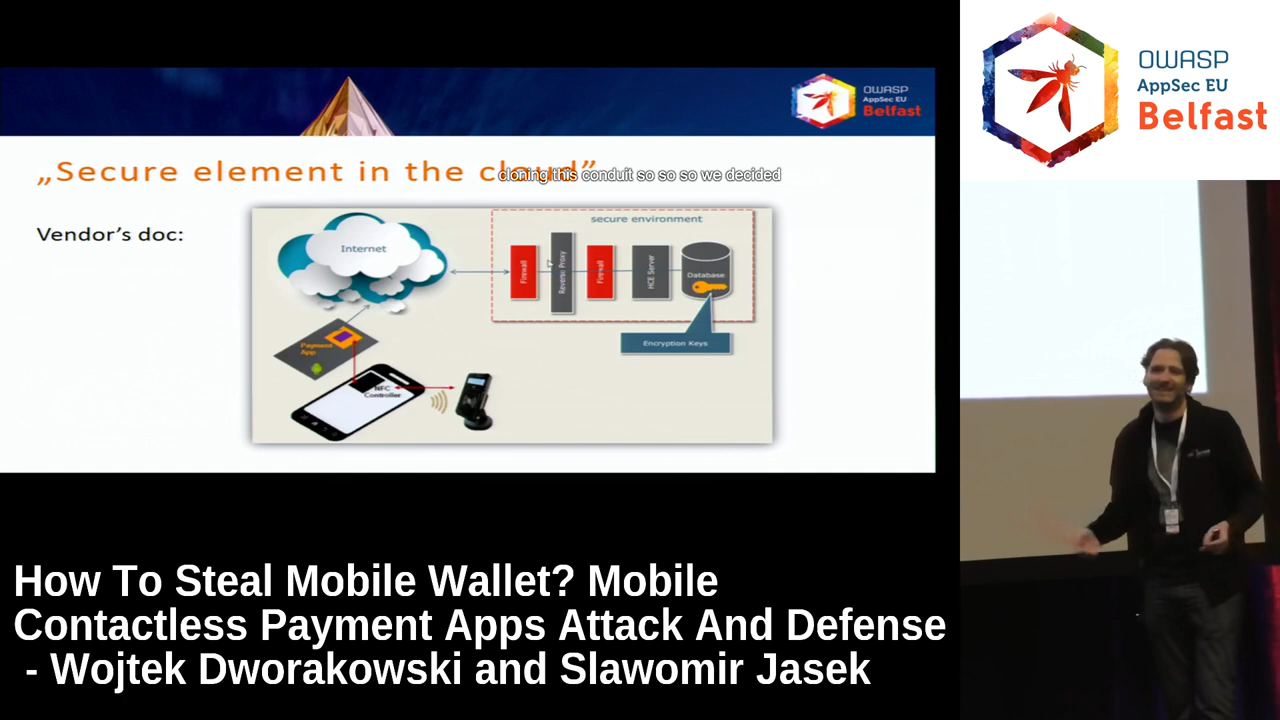 OWASP
AppSec EU
Belfast
OWASP
AppSec EU
Belfast
„Secure element in the cloud”
cloning this conduit so so so we decided
Vendor’s doc:
secure environment
Internet
Firewall
Reverse Proxy
Firewall
HCE Server
Database
Payment
App
Encryption Keys
NFC
Controller
How To Steal Mobile Wallet? Mobile
Contactless Payment Apps Attack And Defense
- Wojtek Dworakowski and Slawomir Jasek